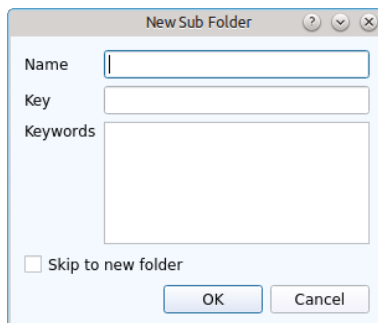 New Sub Folder
Name
Key
Keywords
Skip to new folder
OK Cancel